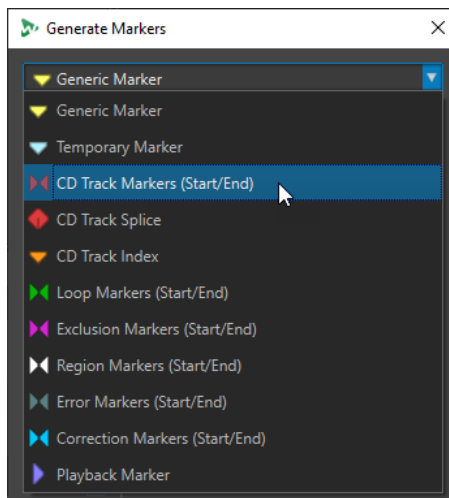 Generate Markers
Generic Marker
Generic Marker
Temporary Marker
CD Track Markers (Start/End)
CD Track Splice
CD Track Index
Loop Markers (Start/End)
Exclusion Markers (Start/End)
Region Markers (Start/End)
Error Markers (Start/End)
Correction Markers (Start/End)
Playback Marker